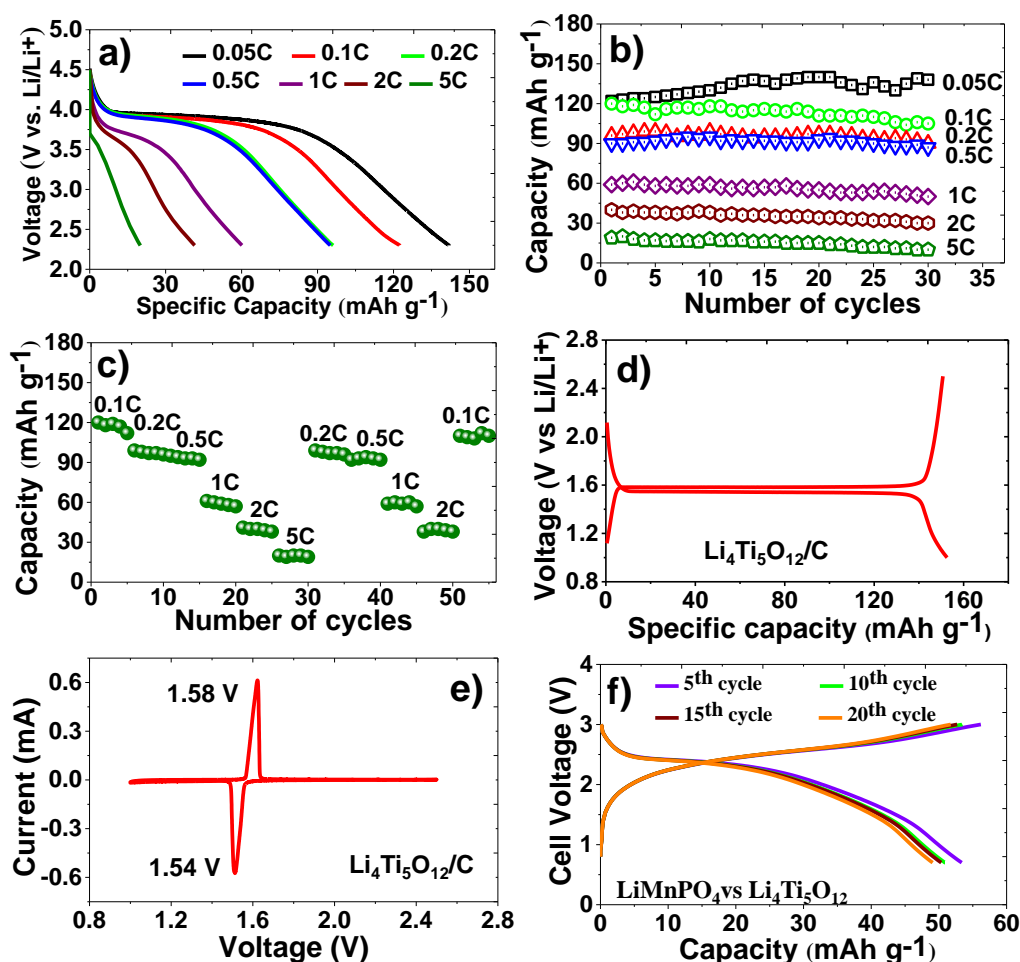 a)
0.05C 0.1C 0.2C
0.5C 1C 2C 5C
Voltage (V vs. Li/Li+)
5.0
4.5
4.0
3.5
3.0
2.5
2.0
0 30 60 90 120 150
Specific Capacity (mAh g-1)
b)
Capacity (mAh g-1)
180
150
120
90
60
30
0
0.05C
0.1C
0.2C
0.5C
1C
2C
5C
0 5 10 15 20 25 30 35
Number of cycles
c)
Capacity (mAh g-1)
180
150
120
90
60
30
0
0.1C 0.2C 0.5C 1C 2C 5C 0.2C 0.5C 1C 2C 0.1C
0 10 20 30 40 50
Number of cycles
d)
Voltage (V vs Li/Li+)
2.8
2.4
2.0
1.6
1.2
0.8
Li4Ti5O12/C
0 40 80 120 160
Specific capacity (mAh g-1)
e)
Current (mA)
0.6
0.3
0.0
-0.3
-0.6
1.58 V
1.54 V
Li4Ti5O12/C
0.8 1.2 1.6 2.0 2.4 2.8
Voltage (V)
f)
5th cycle 10th cycle
15th cycle 20th cycle
Cell Voltage (V)
4
3
2
1
0
LiMnPO4vs Li4Ti5O12
0 10 20 30 40 50 60
Capacity (mAh g-1)